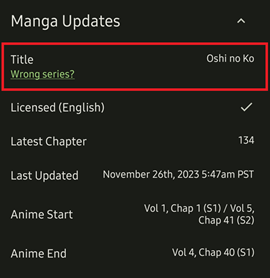 Manga Updates
Title Oshi no Ko
Wrong series?
Licensed (English)
Latest Chapter 134
Last Updated November 26th, 2023 5:47am PST
Anime Start Vol 1, Chap 1 (S1) / Vol 5,
Chap 41 (S2)
Anime End Vol 4, Chap 40 (S1)